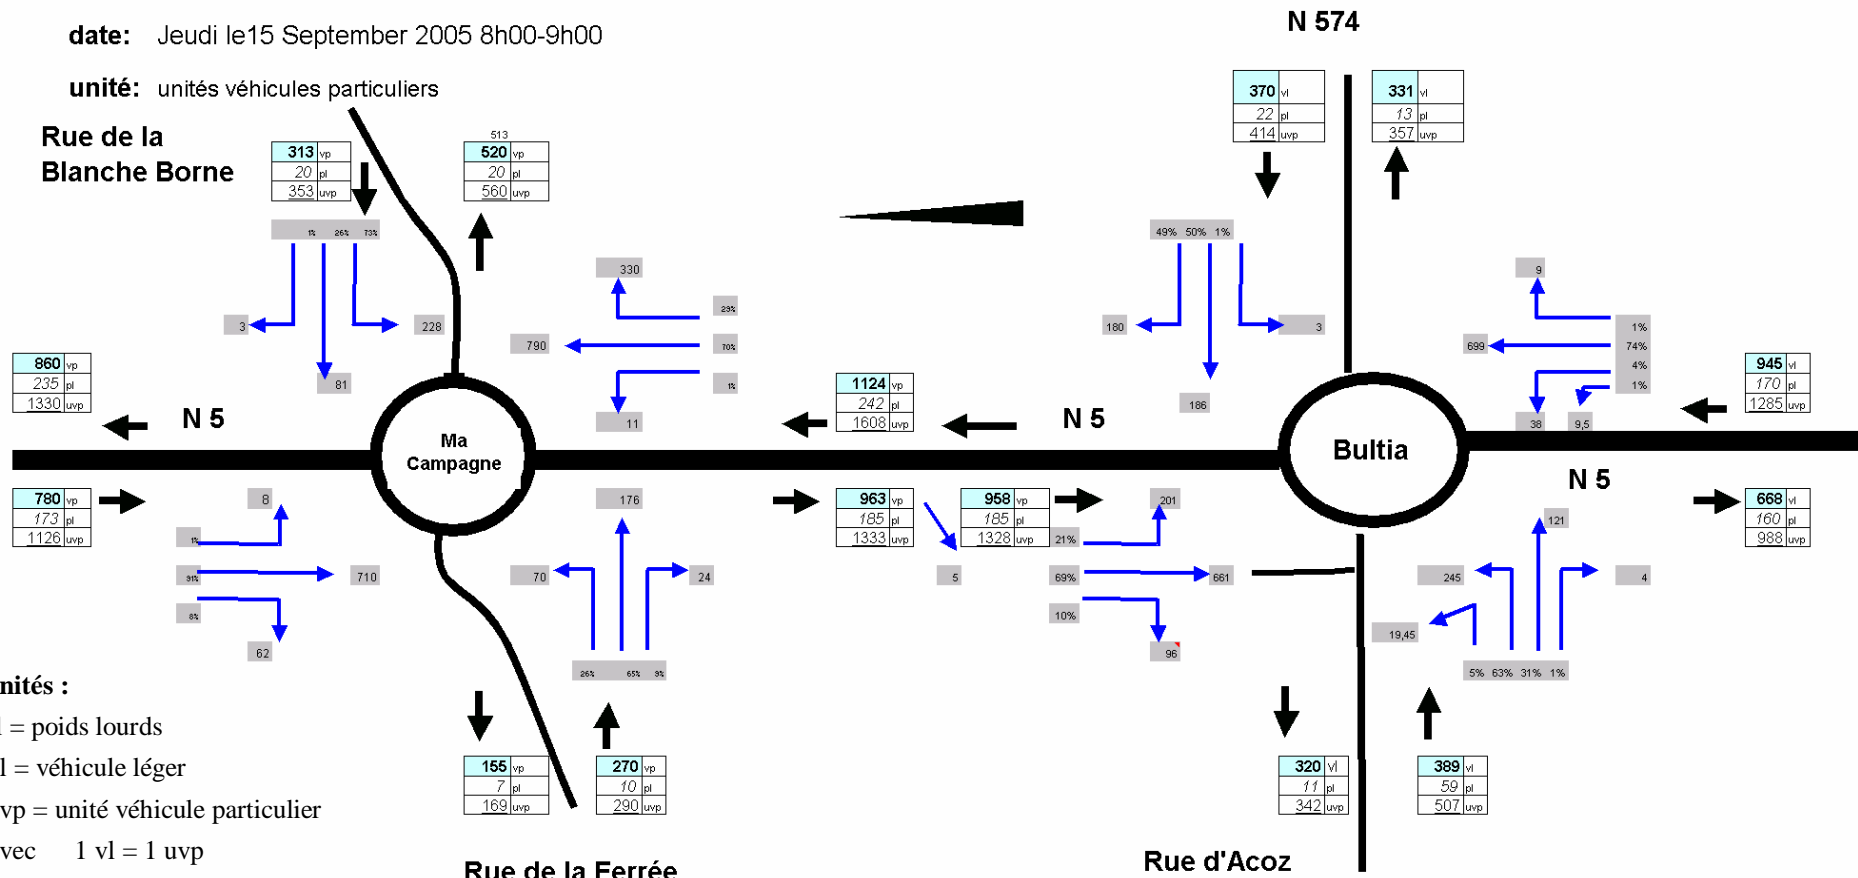 date: Jeudi le15 September 2005 8h00-9h00
unité: unités véhicules particuliers
N 574
Rue de la
Blanche Borne
313 vp
20 pl
353 uvp
513
520 vp
20 pl
560 uvp
370 vl
22 pl
414 uvp
331 vl
13 pl
357 uvp
1% 26% 73%
3
228
81
330
29%
790
70%
1%
11
49% 50% 1%
180
3
186
9
1%
699
74%
4%
1%
38
9,5
860 vp
235 pl
1330 uvp
N 5
Ma
Campagne
1124 vp
242 pl
1608 uvp
N 5
Bultia
945 vl
170 pl
1285 uvp
N 5
780 vp
173 pl
1126 uvp
8
1%
91%
710
8%
62
176
70
24
26% 65% 9%
963 vp
185 pl
1333 uvp
958 vp
185 pl
1328 uvp
5
201
21%
69%
661
10%
96
121
245
4
19,45
5% 63% 31% 1%
668 vl
160 pl
988 uvp
155 vp
7 pl
169 uvp
270 vp
10 pl
290 uvp
320 vl
11 pl
342 uvp
389 vl
59 pl
507 uvp
nités :
l = poids lourds
l = véhicule léger
vp = unité véhicule particulier
vec 1 vl = 1 uvp
Rue de la Ferrée
Rue d'Acoz